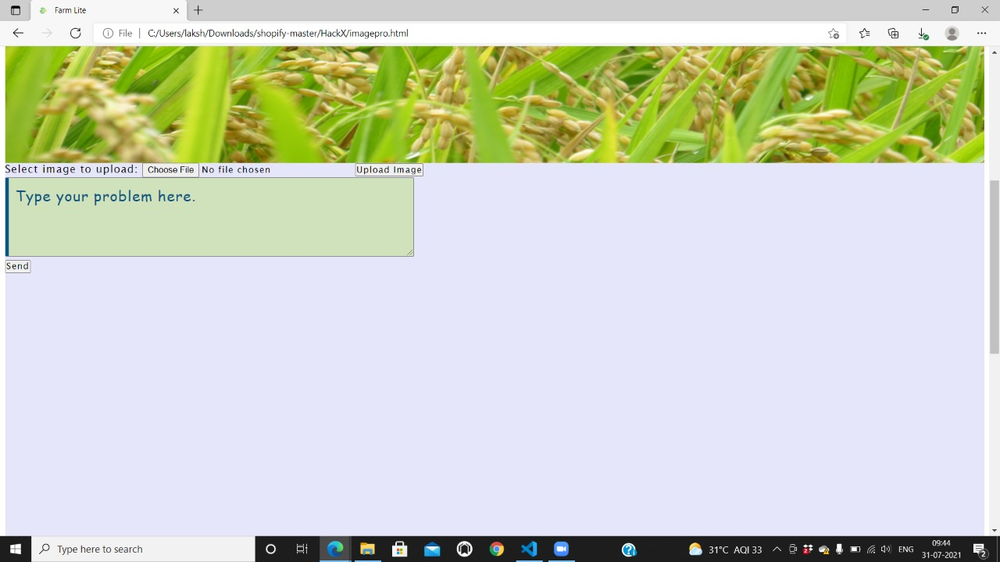 Farm Lite
File
C:/Users/laksh/Downloads/shopify-master/HackX/imagepro.html
Select image to upload: Choose File No file chosen Upload Image
Type your problem here.
Send
Type here to search
31°C AQI 33
2
ENG
09:44
31-07-2021
2